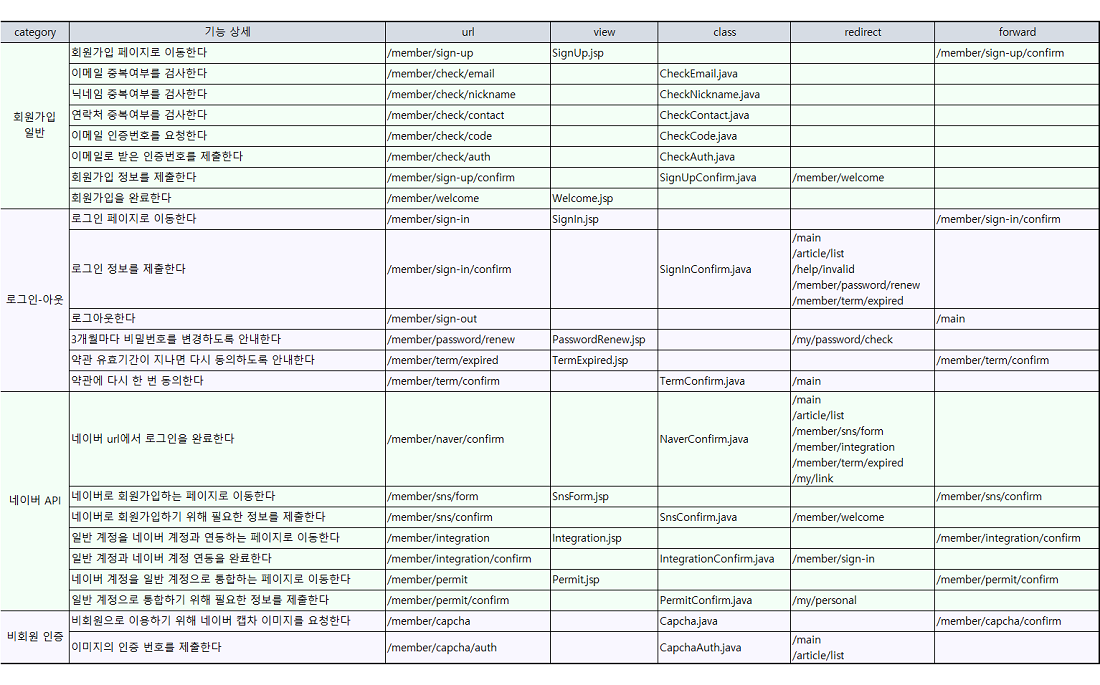 category 기능 상세 url view class redirect forward
회원가입 일반
회원가입 페이지로 이동한다 /member/sign-up SignUp.jsp /member/sign-up/confirm
이메일 중복여부를 검사한다 /member/check/email CheckEmail.java
닉네임 중복여부를 검사한다 /member/check/nickname CheckNickname.java
연락처 중복여부를 검사한다 /member/check/contact CheckContact.java
이메일 인증번호를 요청한다 /member/check/code CheckCode.java
이메일로 받은 인증번호를 제출한다 /member/check/auth CheckAuth.java
회원가입 정보를 제출한다 /member/sign-up/confirm SignUpConfirm.java /member/welcome
회원가입을 완료한다 /member/welcome Welcome.jsp
로그인-아웃
로그인 페이지로 이동한다 /member/sign-in SignIn.jsp /member/sign-in/confirm
로그인 정보를 제출한다 /member/sign-in/confirm SignInConfirm.java
/main
/article/list
/help/invalid
/member/password/renew
/member/term/expired
로그아웃한다 /member/sign-out /main
3개월마다 비밀번호를 변경하도록 안내한다 /member/password/renew PasswordRenew.jsp /my/password/check
약관 유효기간이 지나면 다시 동의하도록 안내한다 /member/term/expired TermExpired.jsp /member/term/confirm
약관에 다시 한 번 동의한다 /member/term/confirm TermConfirm.java /main
네이버 API
네이버 url에서 로그인을 완료한다 /member/naver/confirm NaverConfirm.java
/main
/article/list
/member/sns/form
/member/integration
/member/term/expired
/my/link
네이버로 회원가입하는 페이지로 이동한다 /member/sns/form SnsForm.jsp /member/sns/confirm
네이버로 회원가입하기 위해 필요한 정보를 제출한다 /member/sns/confirm SnsConfirm.java /member/welcome
일반 계정을 네이버 계정과 연동하는 페이지로 이동한다 /member/integration Integration.jsp /member/integration/confirm
일반 계정과 네이버 계정 연동을 완료한다 /member/integration/confirm IntegrationConfirm.java /member/sign-in
네이버 계정을 일반 계정으로 통합하는 페이지로 이동한다 /member/permit Permit.jsp /member/permit/confirm
일반 계정으로 통합하기 위해 필요한 정보를 제출한다 /member/permit/confirm PermitConfirm.java /my/personal
비회원 인증
비회원으로 이용하기 위해 네이버 캡차 이미지를 요청한다 /member/capcha Capcha.java /member/capcha/confirm
이미지의 인증 번호를 제출한다 /member/capcha/auth CapchaAuth.java
/main
/article/list